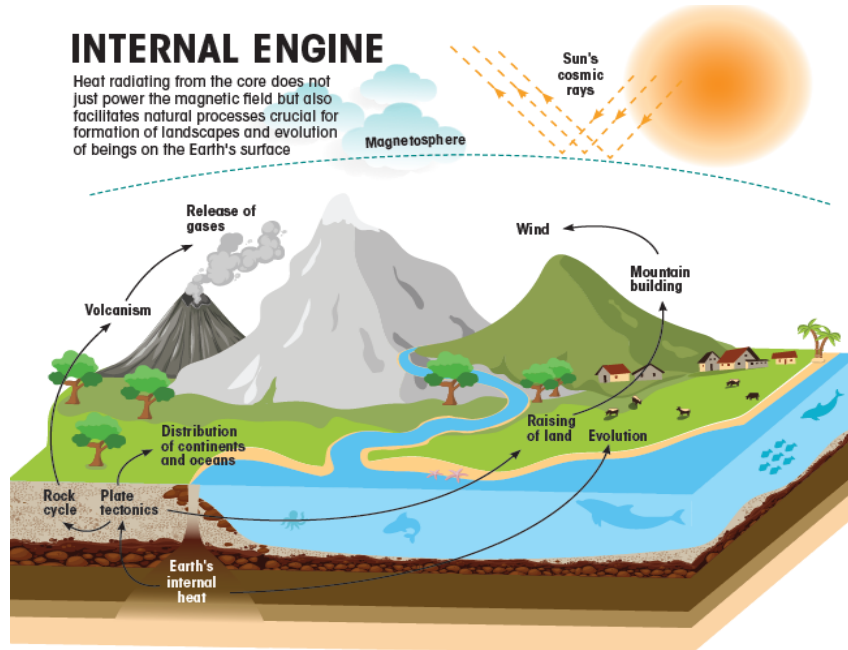 INTERNAL ENGINE
Heat radiating from the core does not
just power the magnetic field but also
facilitates natural processes crucial for
formation of landscapes and evolution
of beings on the Earth's surface
Sun's
cosmic
rays
Magnetosphere
Release of
gases
Wind
Mountain
building
Volcanism
Distribution
of continents
and oceans
Raising
of land
Evolution
Rock
cycle
Plate
tectonics
Earth's
internal
heat